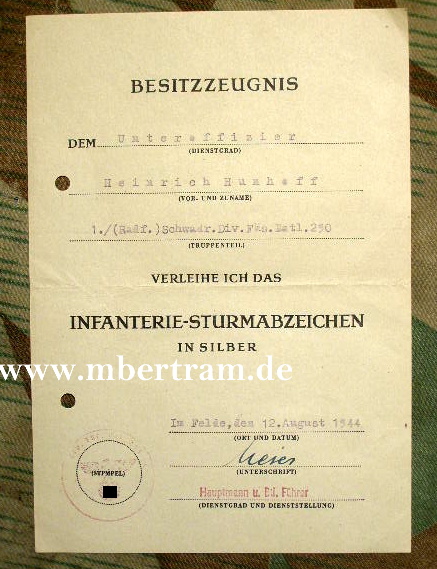 BESITZZEUGNIS
DEM Unteroffizier
(DIENSTGRAD)
Heinrich Humhoff
(VOR- UND ZUNAME)
1./(Radf.)Schwadr.Div.Füs.Batl.290
(TRUPPENTEIL)
VERLEIHE ICH DAS
INFANTERIE-STURMABZEICHEN
IN SILBER
www.mbertram.de
Im Felde, den 12.August 1944
(ORT UND DATUM)
(STEMPEL)
(UNTERSCHRIFT)
Hauptmann u. Btl. Führer
(DIENSTGRAD UND DIENSTSTELLUNG)